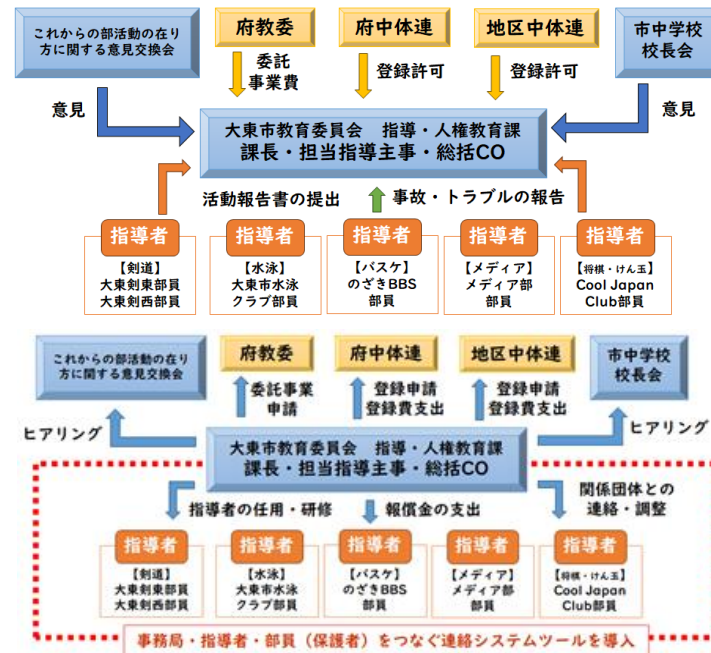 これからの部活動の在り
方に関する意見交換会
府教委
府中体連
地区中体連
市中学校
校長会
委託
事業費
登録許可
登録許可
意見
意見
大東市教育委員会　指導・人権教育課
課長・担当指導主事・総括CO
活動報告書の提出
事故・トラブルの報告
指導者
指導者
指導者
指導者
指導者
【剣道】
大東剣東部員
大東剣西部員
【水泳】
大東市水泳
クラブ部員
【バスケ】
のざきBBS
部員
【メディア】
メディア部
部員
【将棋・けん玉】
Cool Japan
Club部員
これからの部活動の在り
方に関する意見交換会
府教委
府中体連
地区中体連
市中学校
校長会
委託事業
申請
登録申請
登録費支出
登録申請
登録費支出
ヒアリング
ヒアリング
大東市教育委員会　指導・人権教育課
課長・担当指導主事・総括CO
指導者の任用・研修
報償金の支出
関係団体との
連絡・調整
指導者
指導者
指導者
指導者
指導者
【剣道】
大東剣東部員
大東剣西部員
【水泳】
大東市水泳
クラブ部員
【バスケ】
のざきBBS
部員
【メディア】
メディア部
部員
【将棋・けん玉】
Cool Japan
Club部員
事務局・指導者・部員（保護者）をつなぐ連絡システムツールを導入